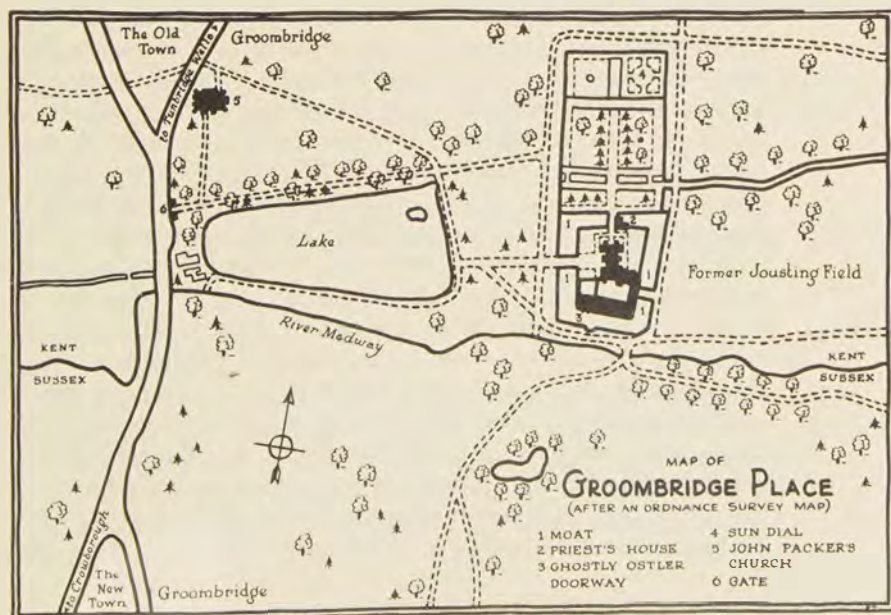 The Old
Town
to Tunbridge Wells
Groombridge
5
4
6
Lake
1
2
1
1
3
1
Former Jousting Field
River Medway
KENT
SUSSEX
KENT
SUSSEX
N
MAP OF
GROOMBRIDGE PLACE
(AFTER AN ORDNANCE SURVEY MAP)
1 MOAT
2 PRIEST'S HOUSE
3 GHOSTLY OSTLER
DOORWAY
4 SUN DIAL
5 JOHN PACKER'S
CHURCH
6 GATE
to Crowborough
The
New
Town
Groombridge